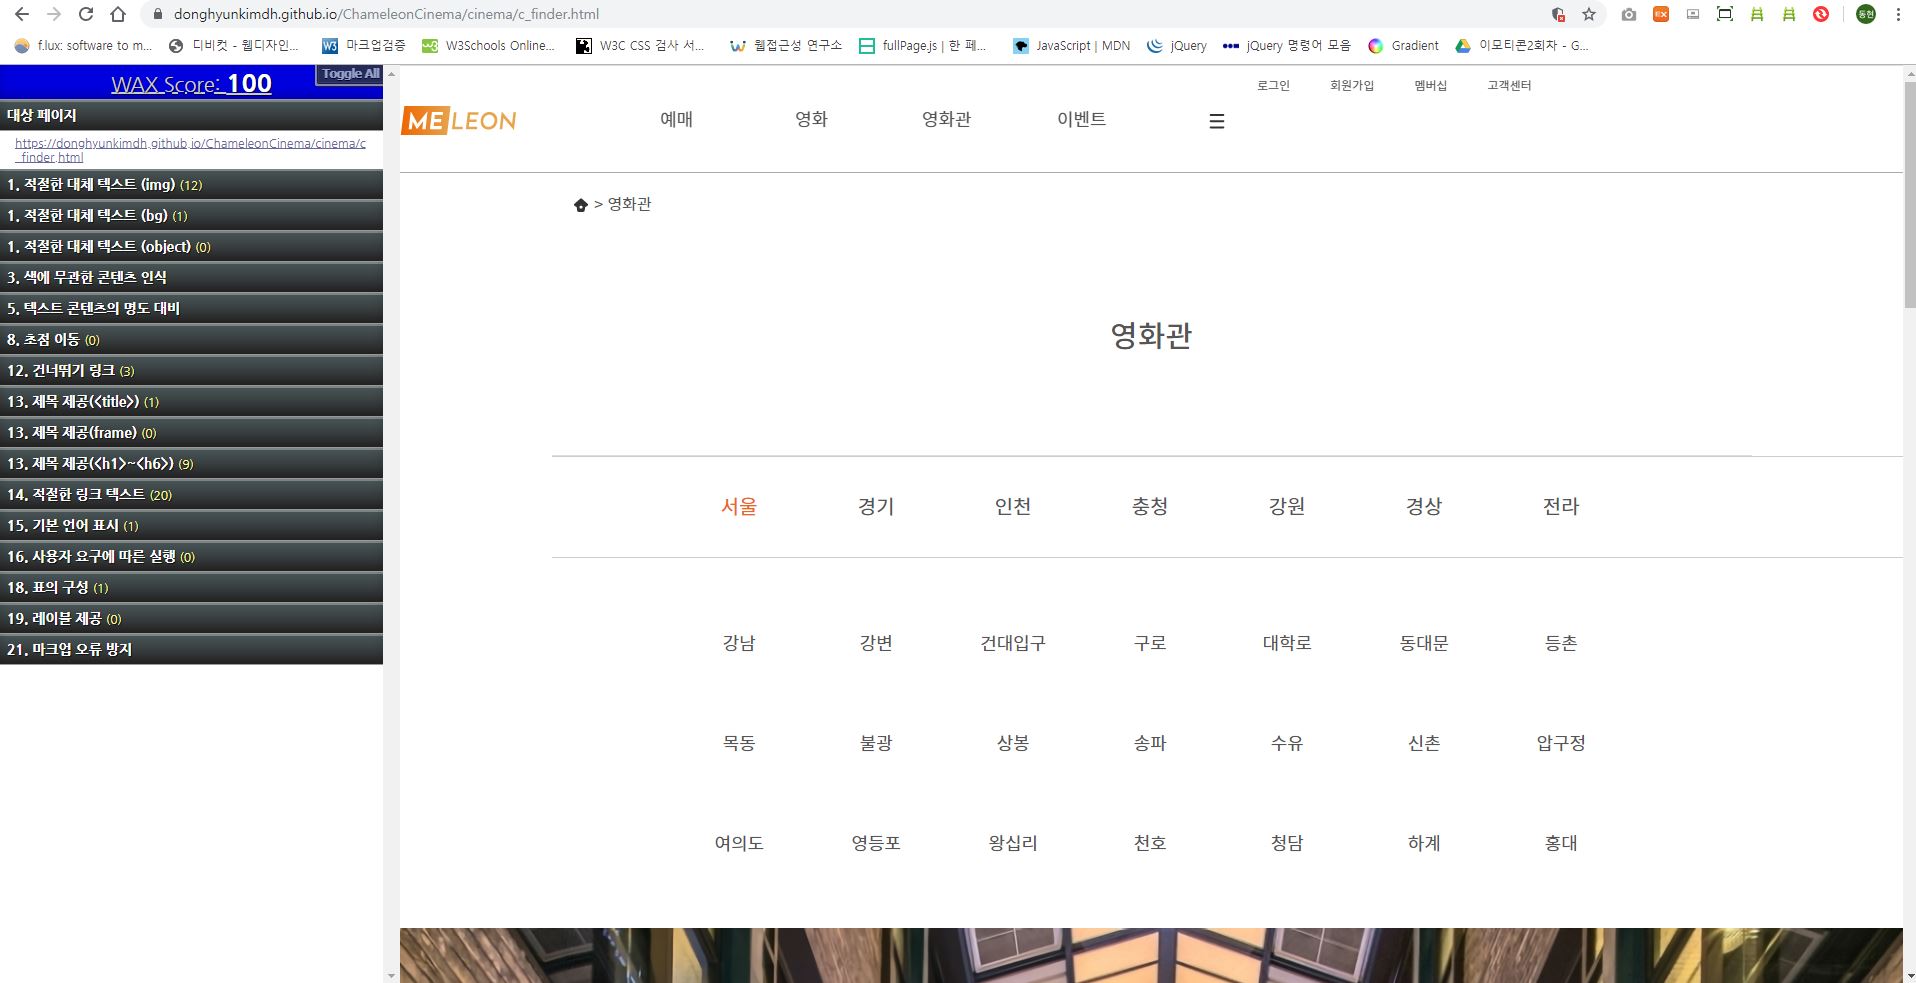 donghyunkimdh.github.io/ChameleonCinema/cinema/c_finder.html
EX 동현
f.lux: software to m... 디비컷 - 웹디자인... W3 마크업검증 W3Schools Online... W3C CSS 검사 서... 웹접근성 연구소 fullPage.js | 한 페... JavaScript | MDN jQuery jQuery 명령어 모음 Gradient 이모티콘2회차 - G...
WAX Score: 100
Toggle All
대상 페이지
https://donghyunkimdh.github.io/ChameleonCinema/cinema/c
_finder.html
1. 적절한 대체 텍스트 (img) (12)
1. 적절한 대체 텍스트 (bg) (1)
1. 적절한 대체 텍스트 (object) (0)
3. 색에 무관한 콘텐츠 인식
5. 텍스트 콘텐츠의 명도 대비
8. 초점 이동 (0)
12. 건너뛰기 링크 (3)
13. 제목 제공(<title>) (1)
13. 제목 제공(frame) (0)
13. 제목 제공(<h1>~<h6>) (9)
14. 적절한 링크 텍스트 (20)
15. 기본 언어 표시 (1)
16. 사용자 요구에 따른 실행 (0)
18. 표의 구성 (1)
19. 레이블 제공 (0)
21. 마크업 오류 방지
로그인 회원가입 멤버십 고객센터
MELEON 예매 영화 영화관 이벤트
> 영화관
영화관
서울 경기 인천 충청 강원 경상 전라
강남 강변 건대입구 구로 대학로 동대문 등촌
목동 불광 상봉 송파 수유 신촌 압구정
여의도 영등포 왕십리 천호 청담 하계 홍대